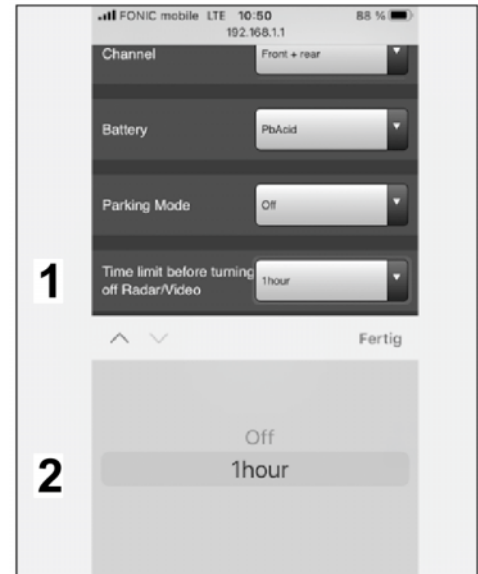 FONIC mobile LTE 10:50 88 %
192.168.1.1
Channel Front + rear
Battery PbAcid
Parking Mode Off
1
Time limit before turning 1hour
off Radar/Video
Fertig
Off
2
1hour